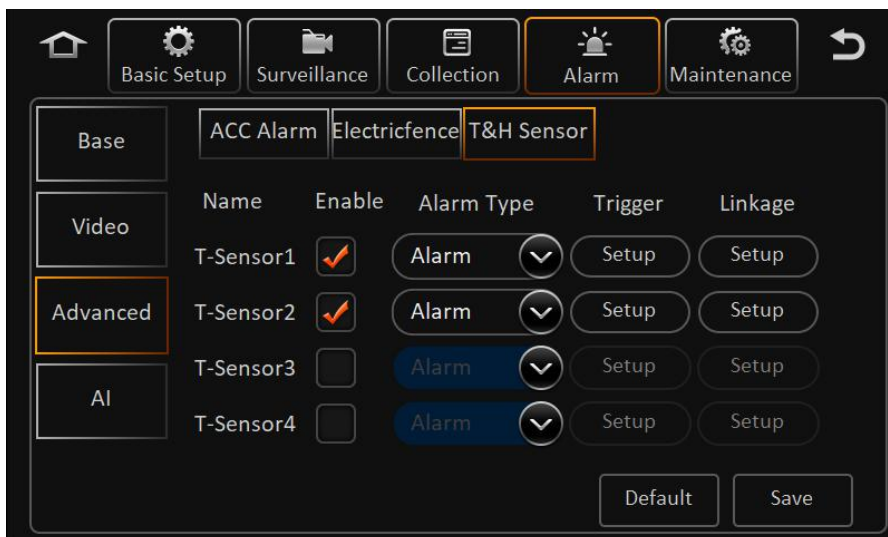 Basic Setup Surveillance Collection Alarm Maintenance
Base
Video
Advanced
AI
ACC Alarm Electricfence T&H Sensor
Name Enable Alarm Type Trigger Linkage
T-Sensor1 Alarm Setup Setup
T-Sensor2 Alarm Setup Setup
T-Sensor3 Alarm Setup Setup
T-Sensor4 Alarm Setup Setup
Default Save